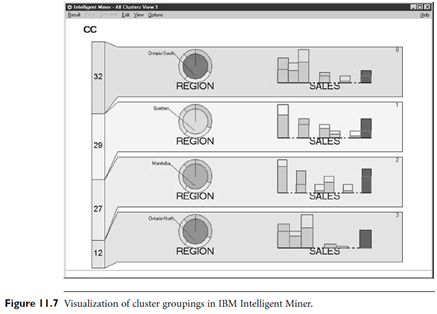 Intelligent Miner - All Clusters View 1
Result Pages Selected Edit View Options Help
CC
32
29
27
12
Ontario-South
REGION
SALES
0
Quebec
REGION
SALES
1
Manitoba
REGION
SALES
2
Ontario-North
REGION
SALES
3
Figure 11.7 Visualization of cluster groupings in IBM Intelligent Miner.